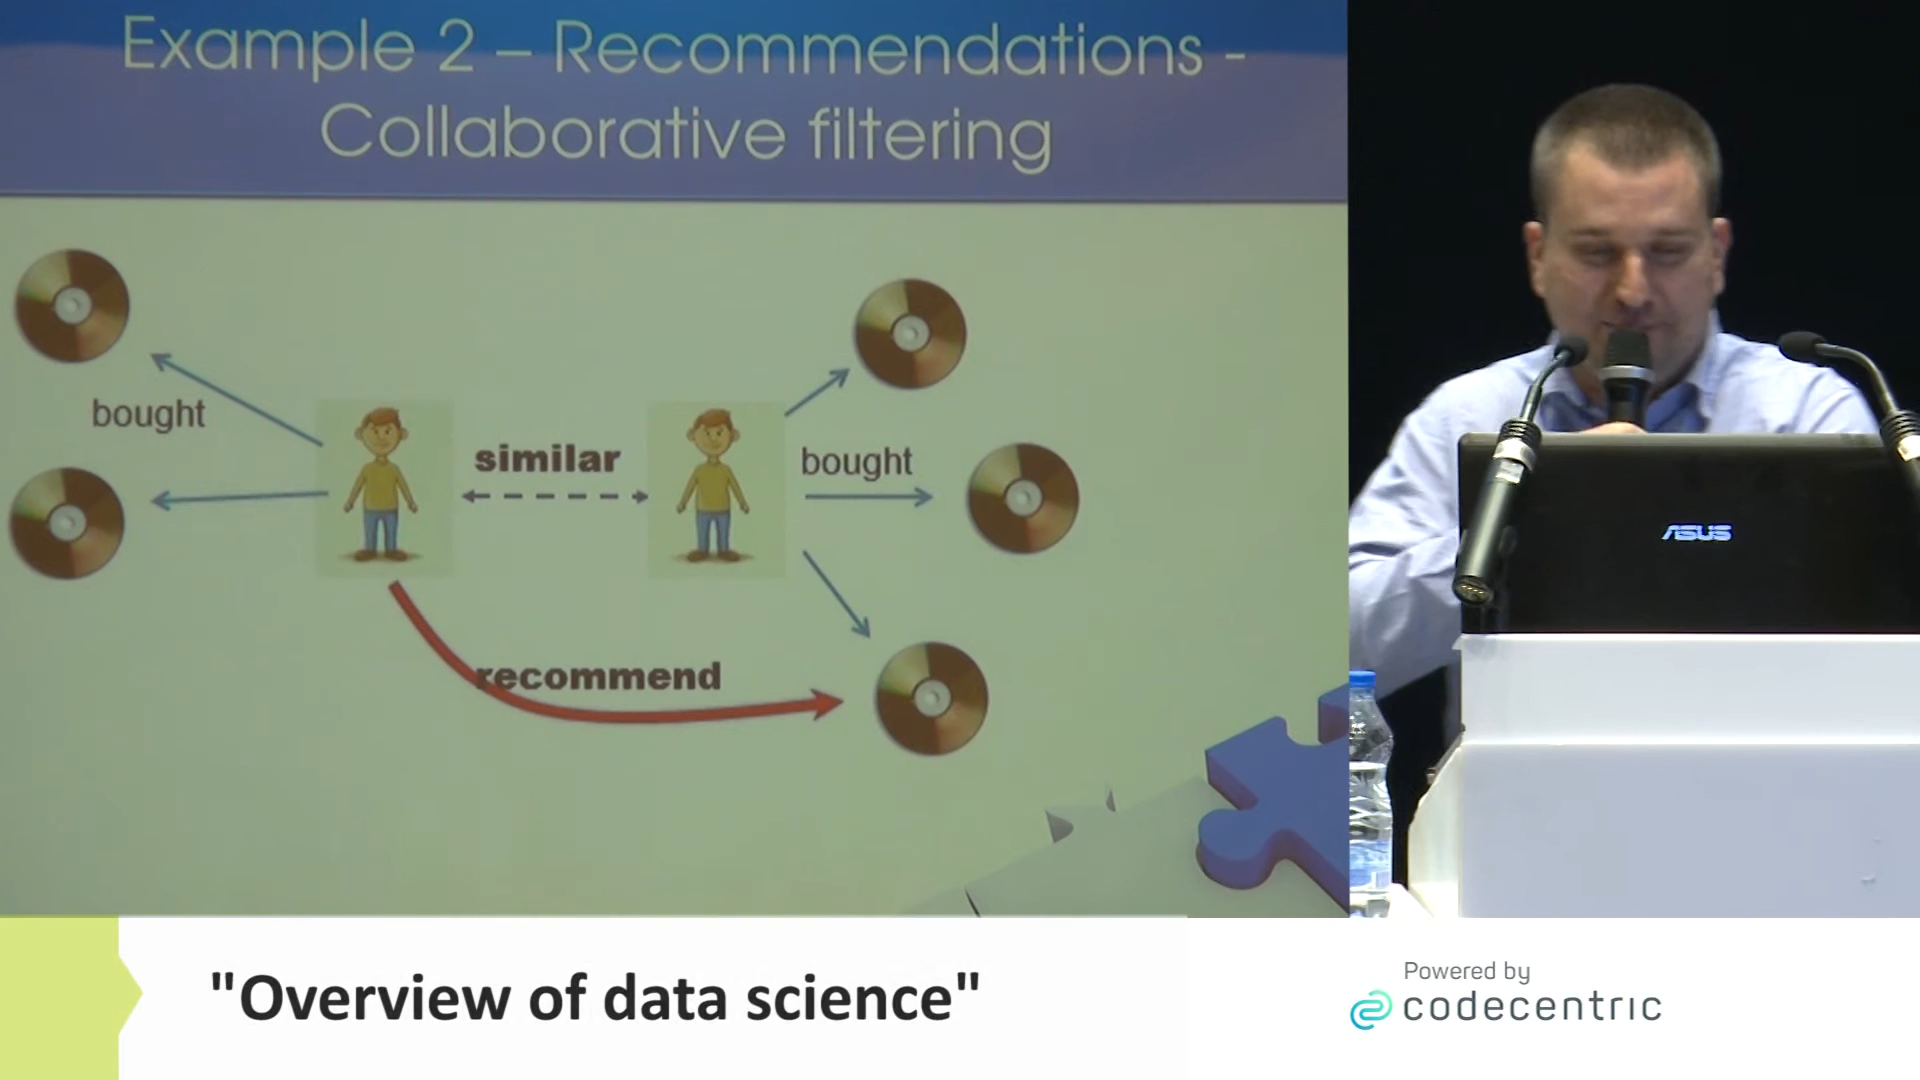 Example 2 – Recommendations -
Collaborative filtering
bought
similar
bought
recommend
ASUS
"Overview of data science"
Powered by
codecentric